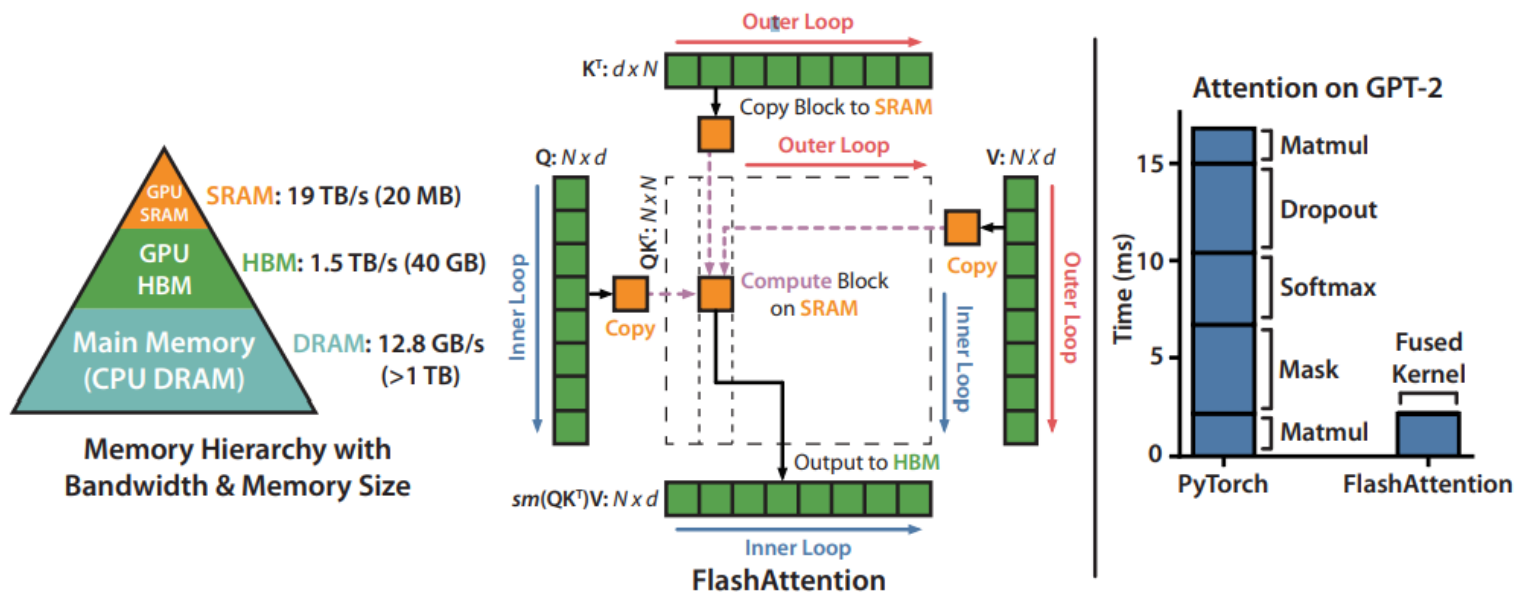 GPU
SRAM
SRAM: 19 TB/s (20 MB)
GPU
HBM
HBM: 1.5 TB/s (40 GB)
Main Memory
(CPU DRAM)
DRAM: 12.8 GB/s
(>1 TB)
Memory Hierarchy with
Bandwidth & Memory Size
Outer Loop
Kᵀ: d x N
Copy Block to SRAM
Outer Loop
Q: N x d
V: N X d
QKᵀ: N x N
Inner Loop
Copy
Compute Block
on SRAM
Copy
Inner Loop
Outer Loop
Output to HBM
sm(QKᵀ)V: N x d
Inner Loop
FlashAttention
Attention on GPT-2
Time (ms)
15
10
5
0
Matmul
Dropout
Softmax
Mask
Matmul
Fused
Kernel
PyTorch
FlashAttention